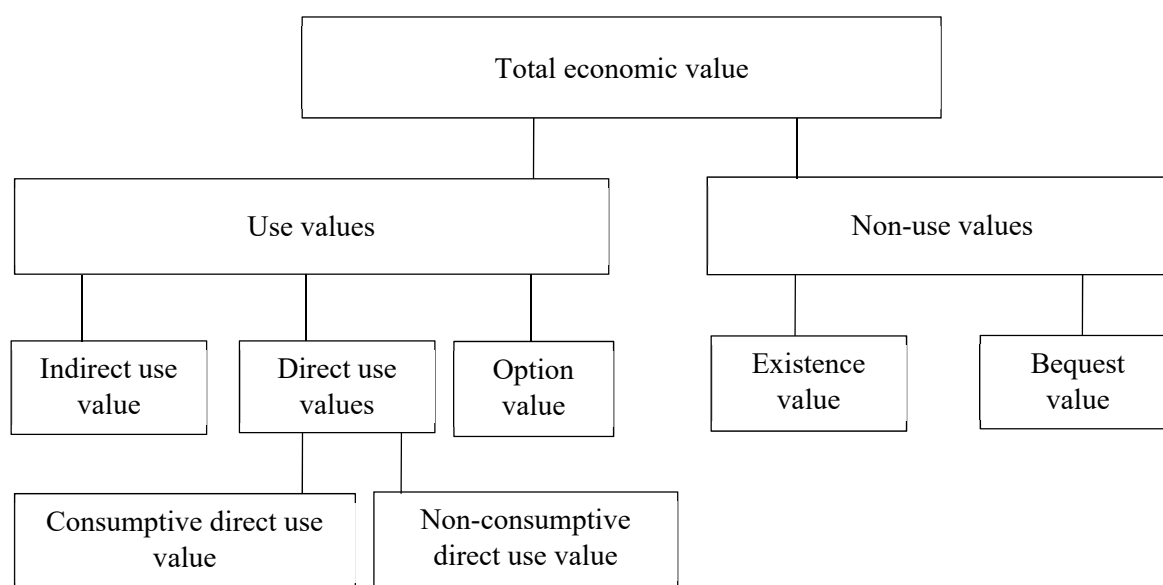 Total economic value
Use values
Non-use values
Indirect use
value
Direct use
values
Option
value
Existence
value
Bequest
value
Consumptive direct use
value
Non-consumptive
direct use value